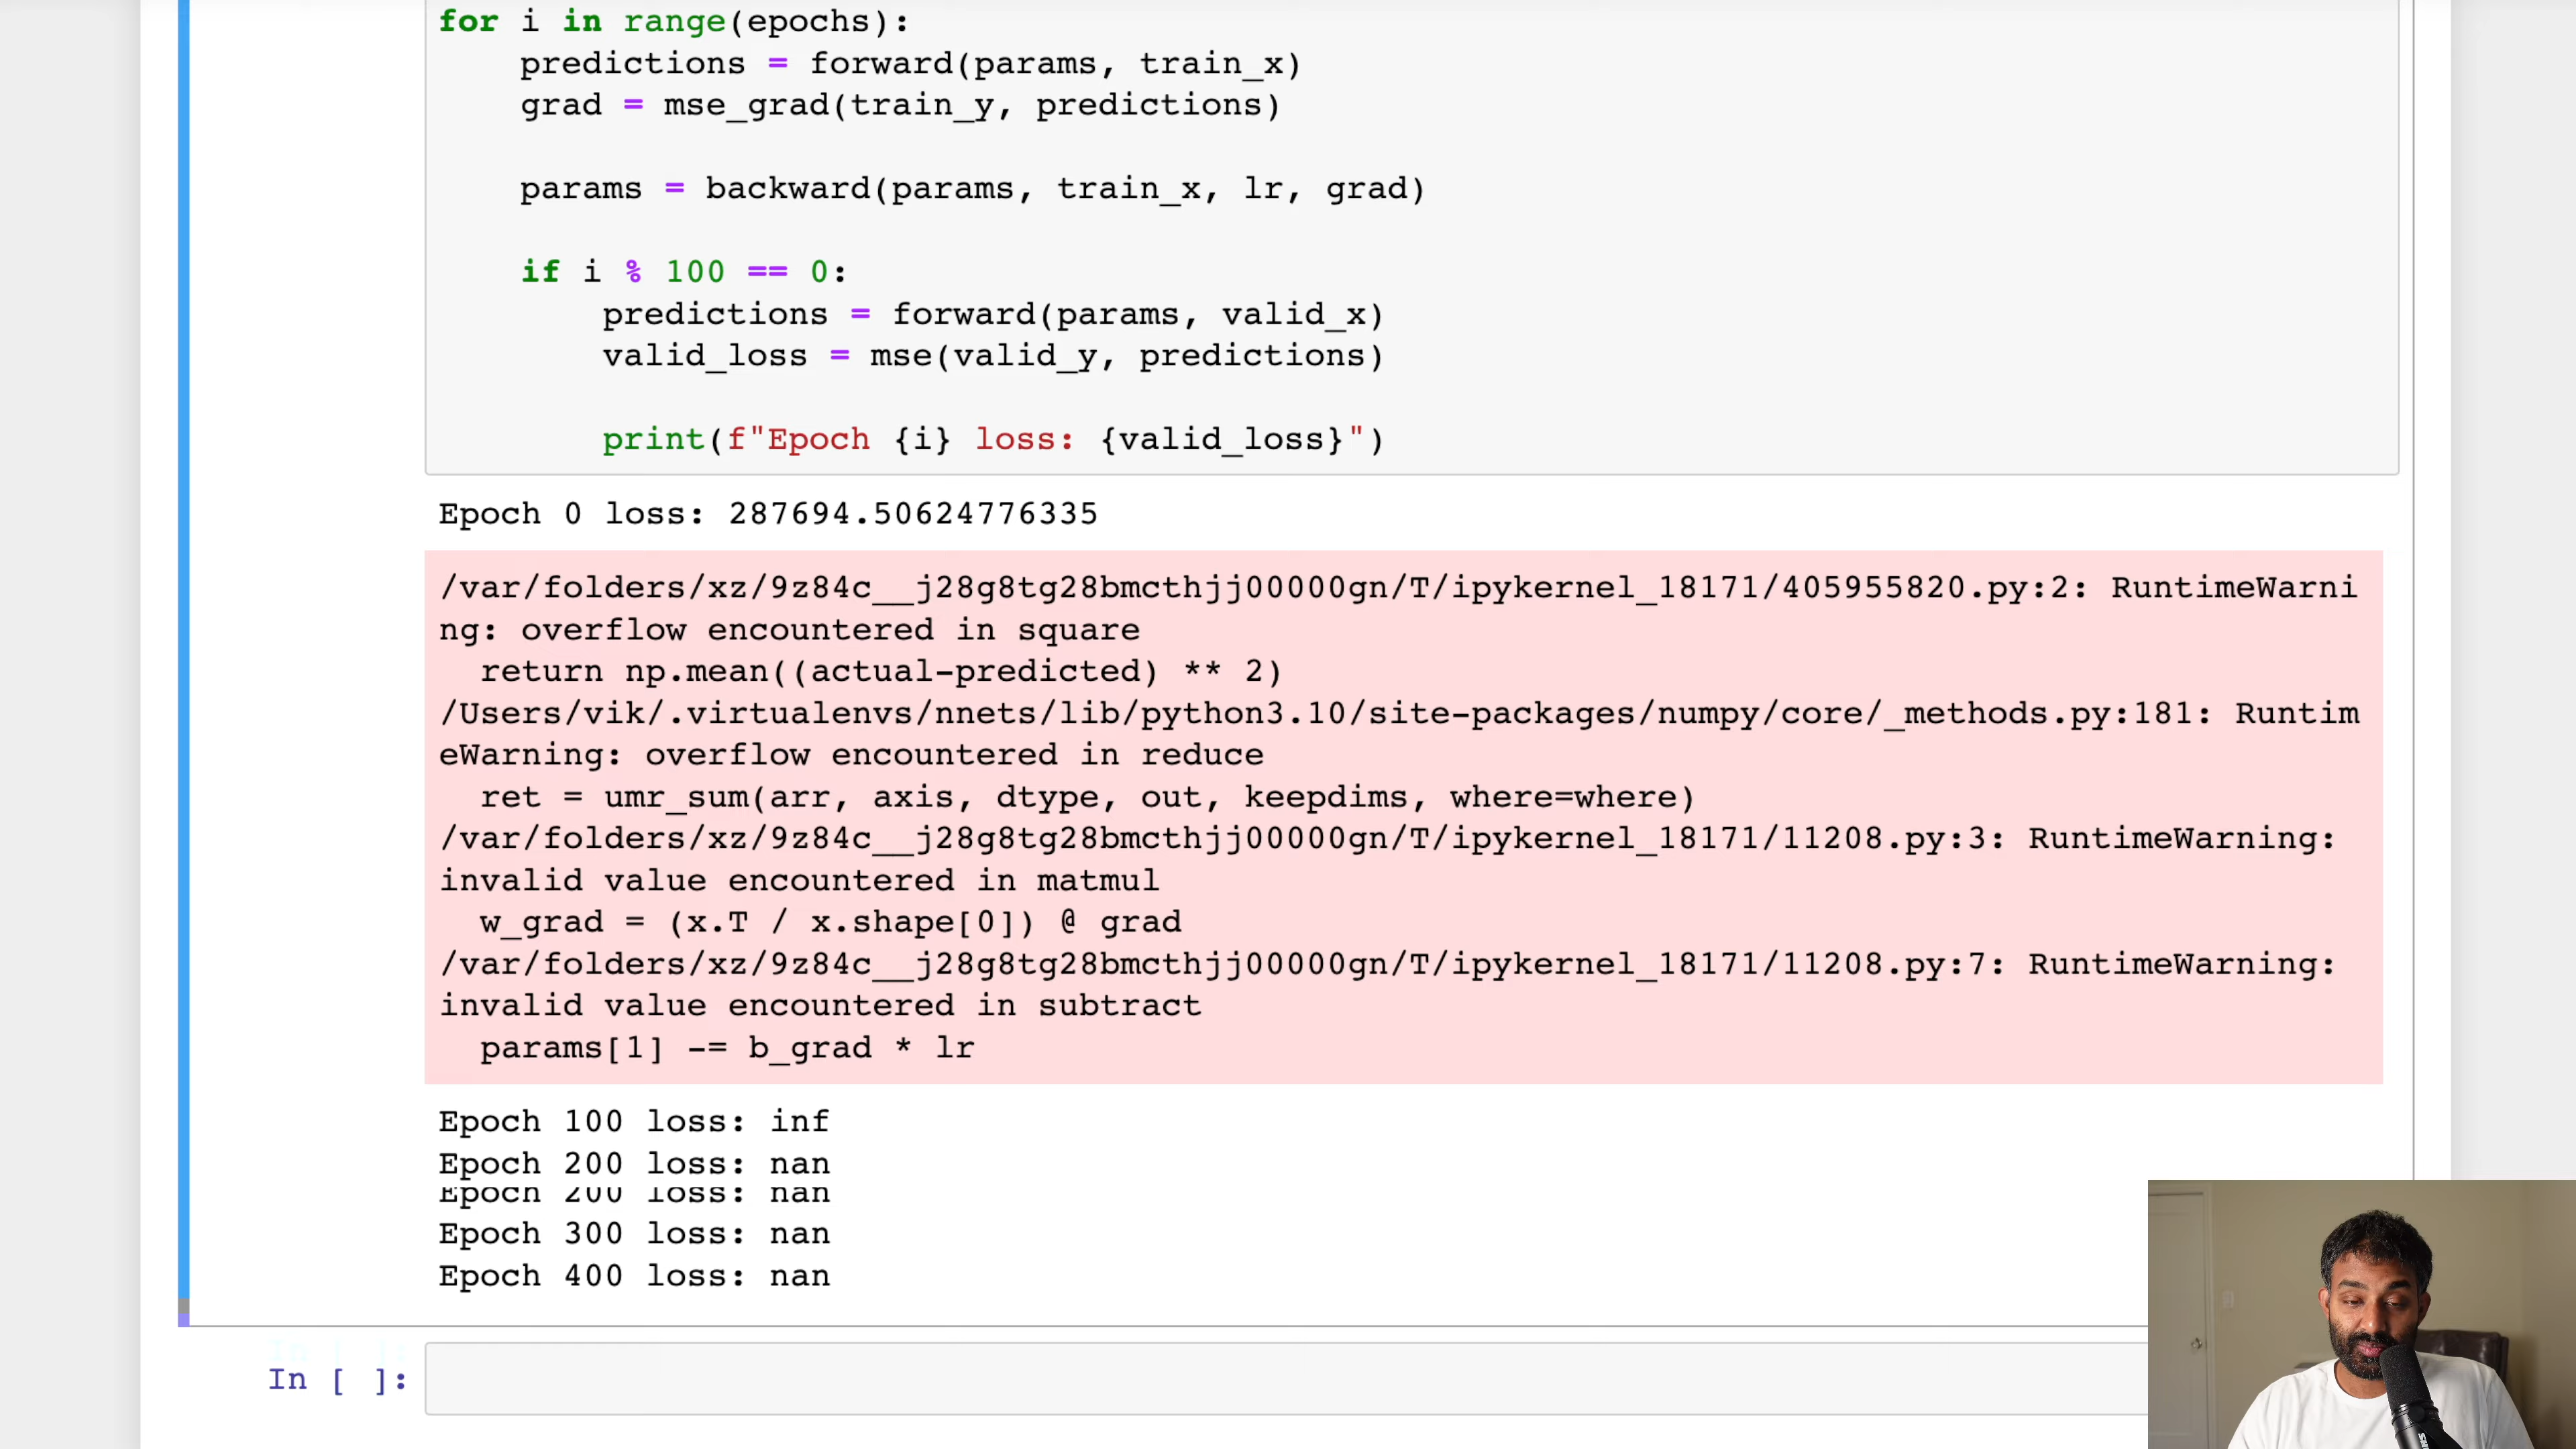 for i in range(epochs):
    predictions = forward(params, train_x)
    grad = mse_grad(train_y, predictions)
    params = backward(params, train_x, lr, grad)
    if i % 100 == 0:
        predictions = forward(params, valid_x)
        valid_loss = mse(valid_y, predictions)
        print(f"Epoch {i} loss: {valid_loss}")
Epoch 0 loss: 287694.50624776335
/var/folders/xz/9z84c__j28g8tg28bmcthjj00000gn/T/ipykernel_18171/405955820.py:2: RuntimeWarni
ng: overflow encountered in square
  return np.mean((actual-predicted) ** 2)
/Users/vik/.virtualenvs/nnets/lib/python3.10/site-packages/numpy/core/_methods.py:181: Runtim
eWarning: overflow encountered in reduce
  ret = umr_sum(arr, axis, dtype, out, keepdims, where=where)
/var/folders/xz/9z84c__j28g8tg28bmcthjj00000gn/T/ipykernel_18171/11208.py:3: RuntimeWarning:
invalid value encountered in matmul
  w_grad = (x.T / x.shape[0]) @ grad
/var/folders/xz/9z84c__j28g8tg28bmcthjj00000gn/T/ipykernel_18171/11208.py:7: RuntimeWarning:
invalid value encountered in subtract
  params[1] -= b_grad * lr
Epoch 100 loss: inf
Epoch 200 loss: nan
Epoch 200 loss: nan
Epoch 300 loss: nan
Epoch 400 loss: nan
In [ ]: